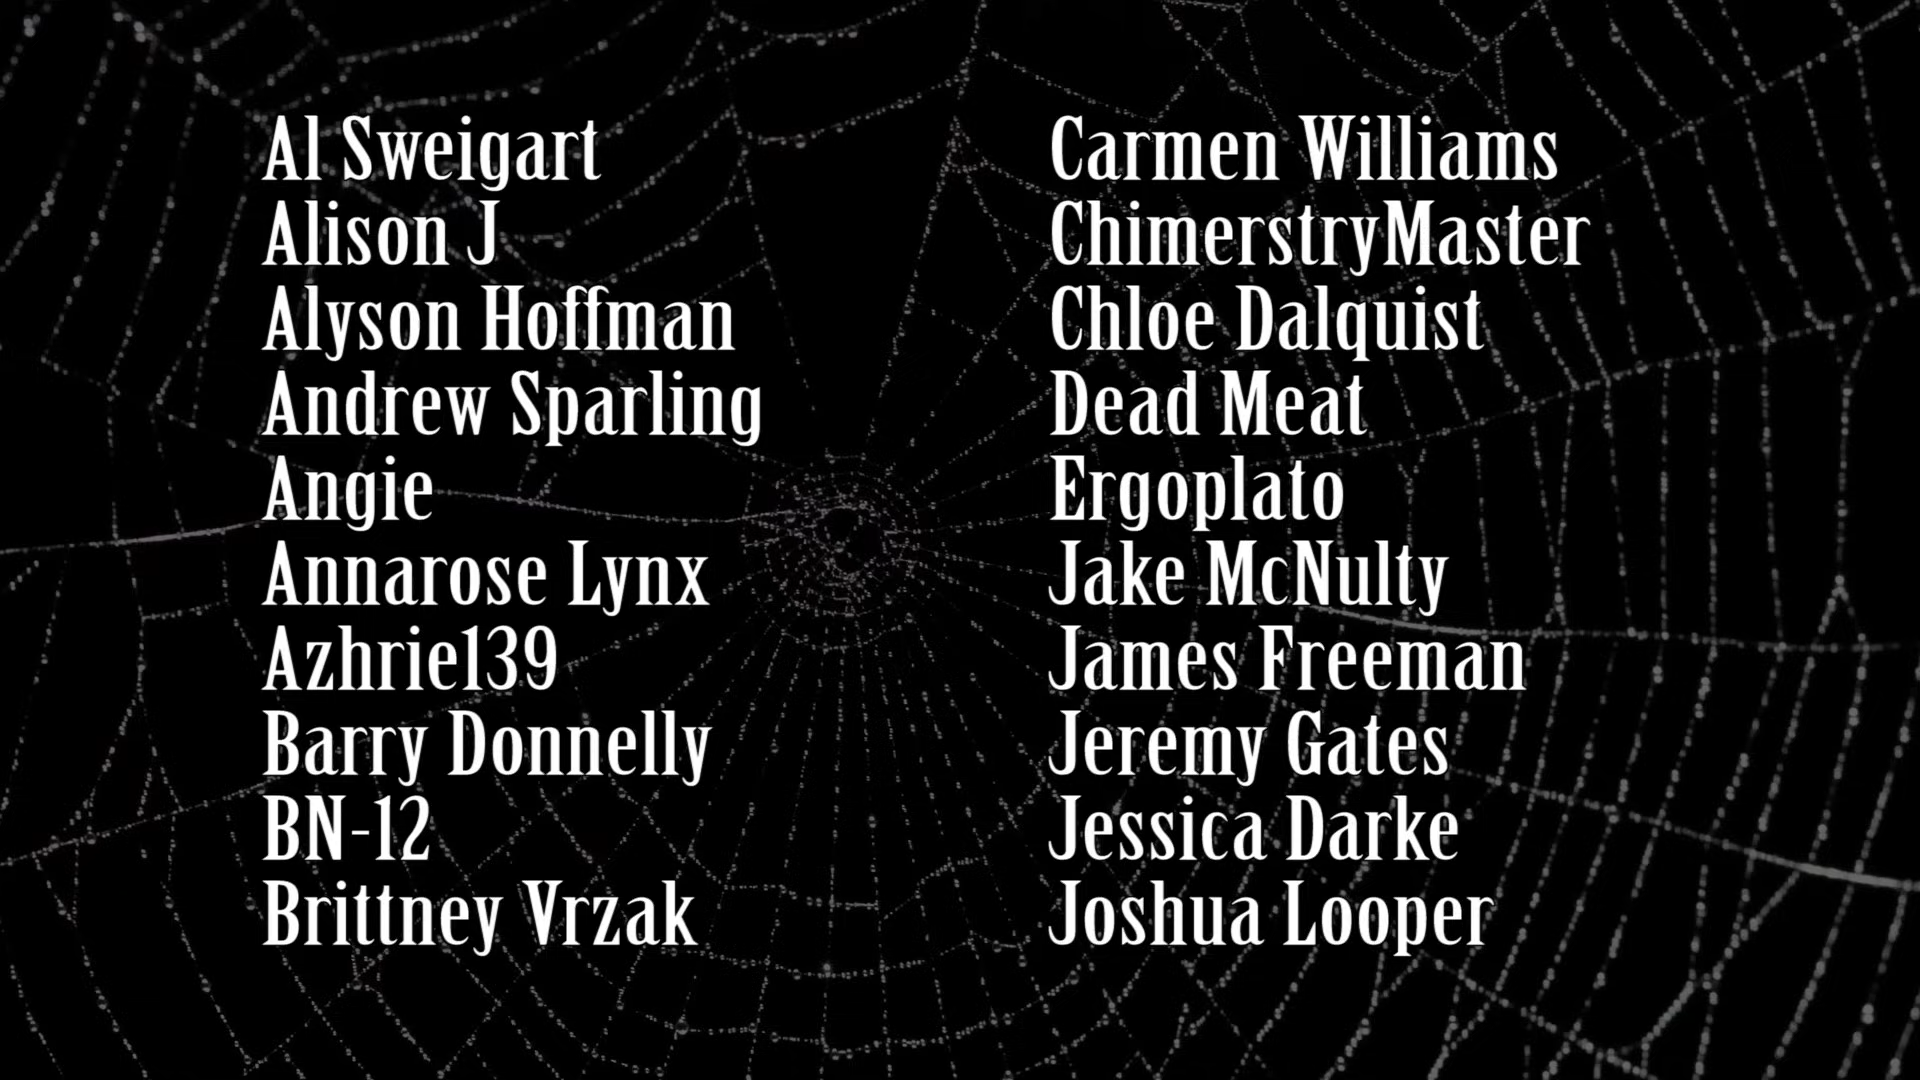 Al Sweigart
Alison J
Alyson Hoffman
Andrew Sparling
Angie
Annarose Lynx
Azhrie139
Barry Donnelly
BN-12
Brittney Vrzak
Carmen Williams
ChimerstryMaster
Chloe Dalquist
Dead Meat
Ergoplato
Jake McNulty
James Freeman
Jeremy Gates
Jessica Darke
Joshua Looper